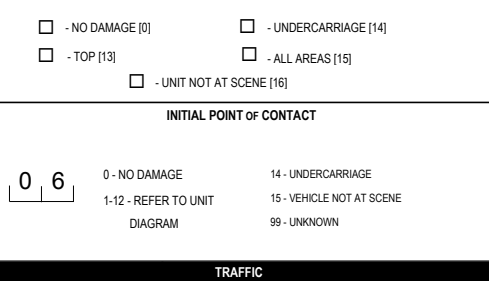 - NO DAMAGE [0] - UNDERCARRIAGE [14]
- TOP [13] - ALL AREAS [15]
- UNIT NOT AT SCENE [16]
INITIAL POINT OF CONTACT
0 6
0 - NO DAMAGE 14 - UNDERCARRIAGE
1-12 - REFER TO UNIT 15 - VEHICLE NOT AT SCENE
DIAGRAM 99 - UNKNOWN
TRAFFIC